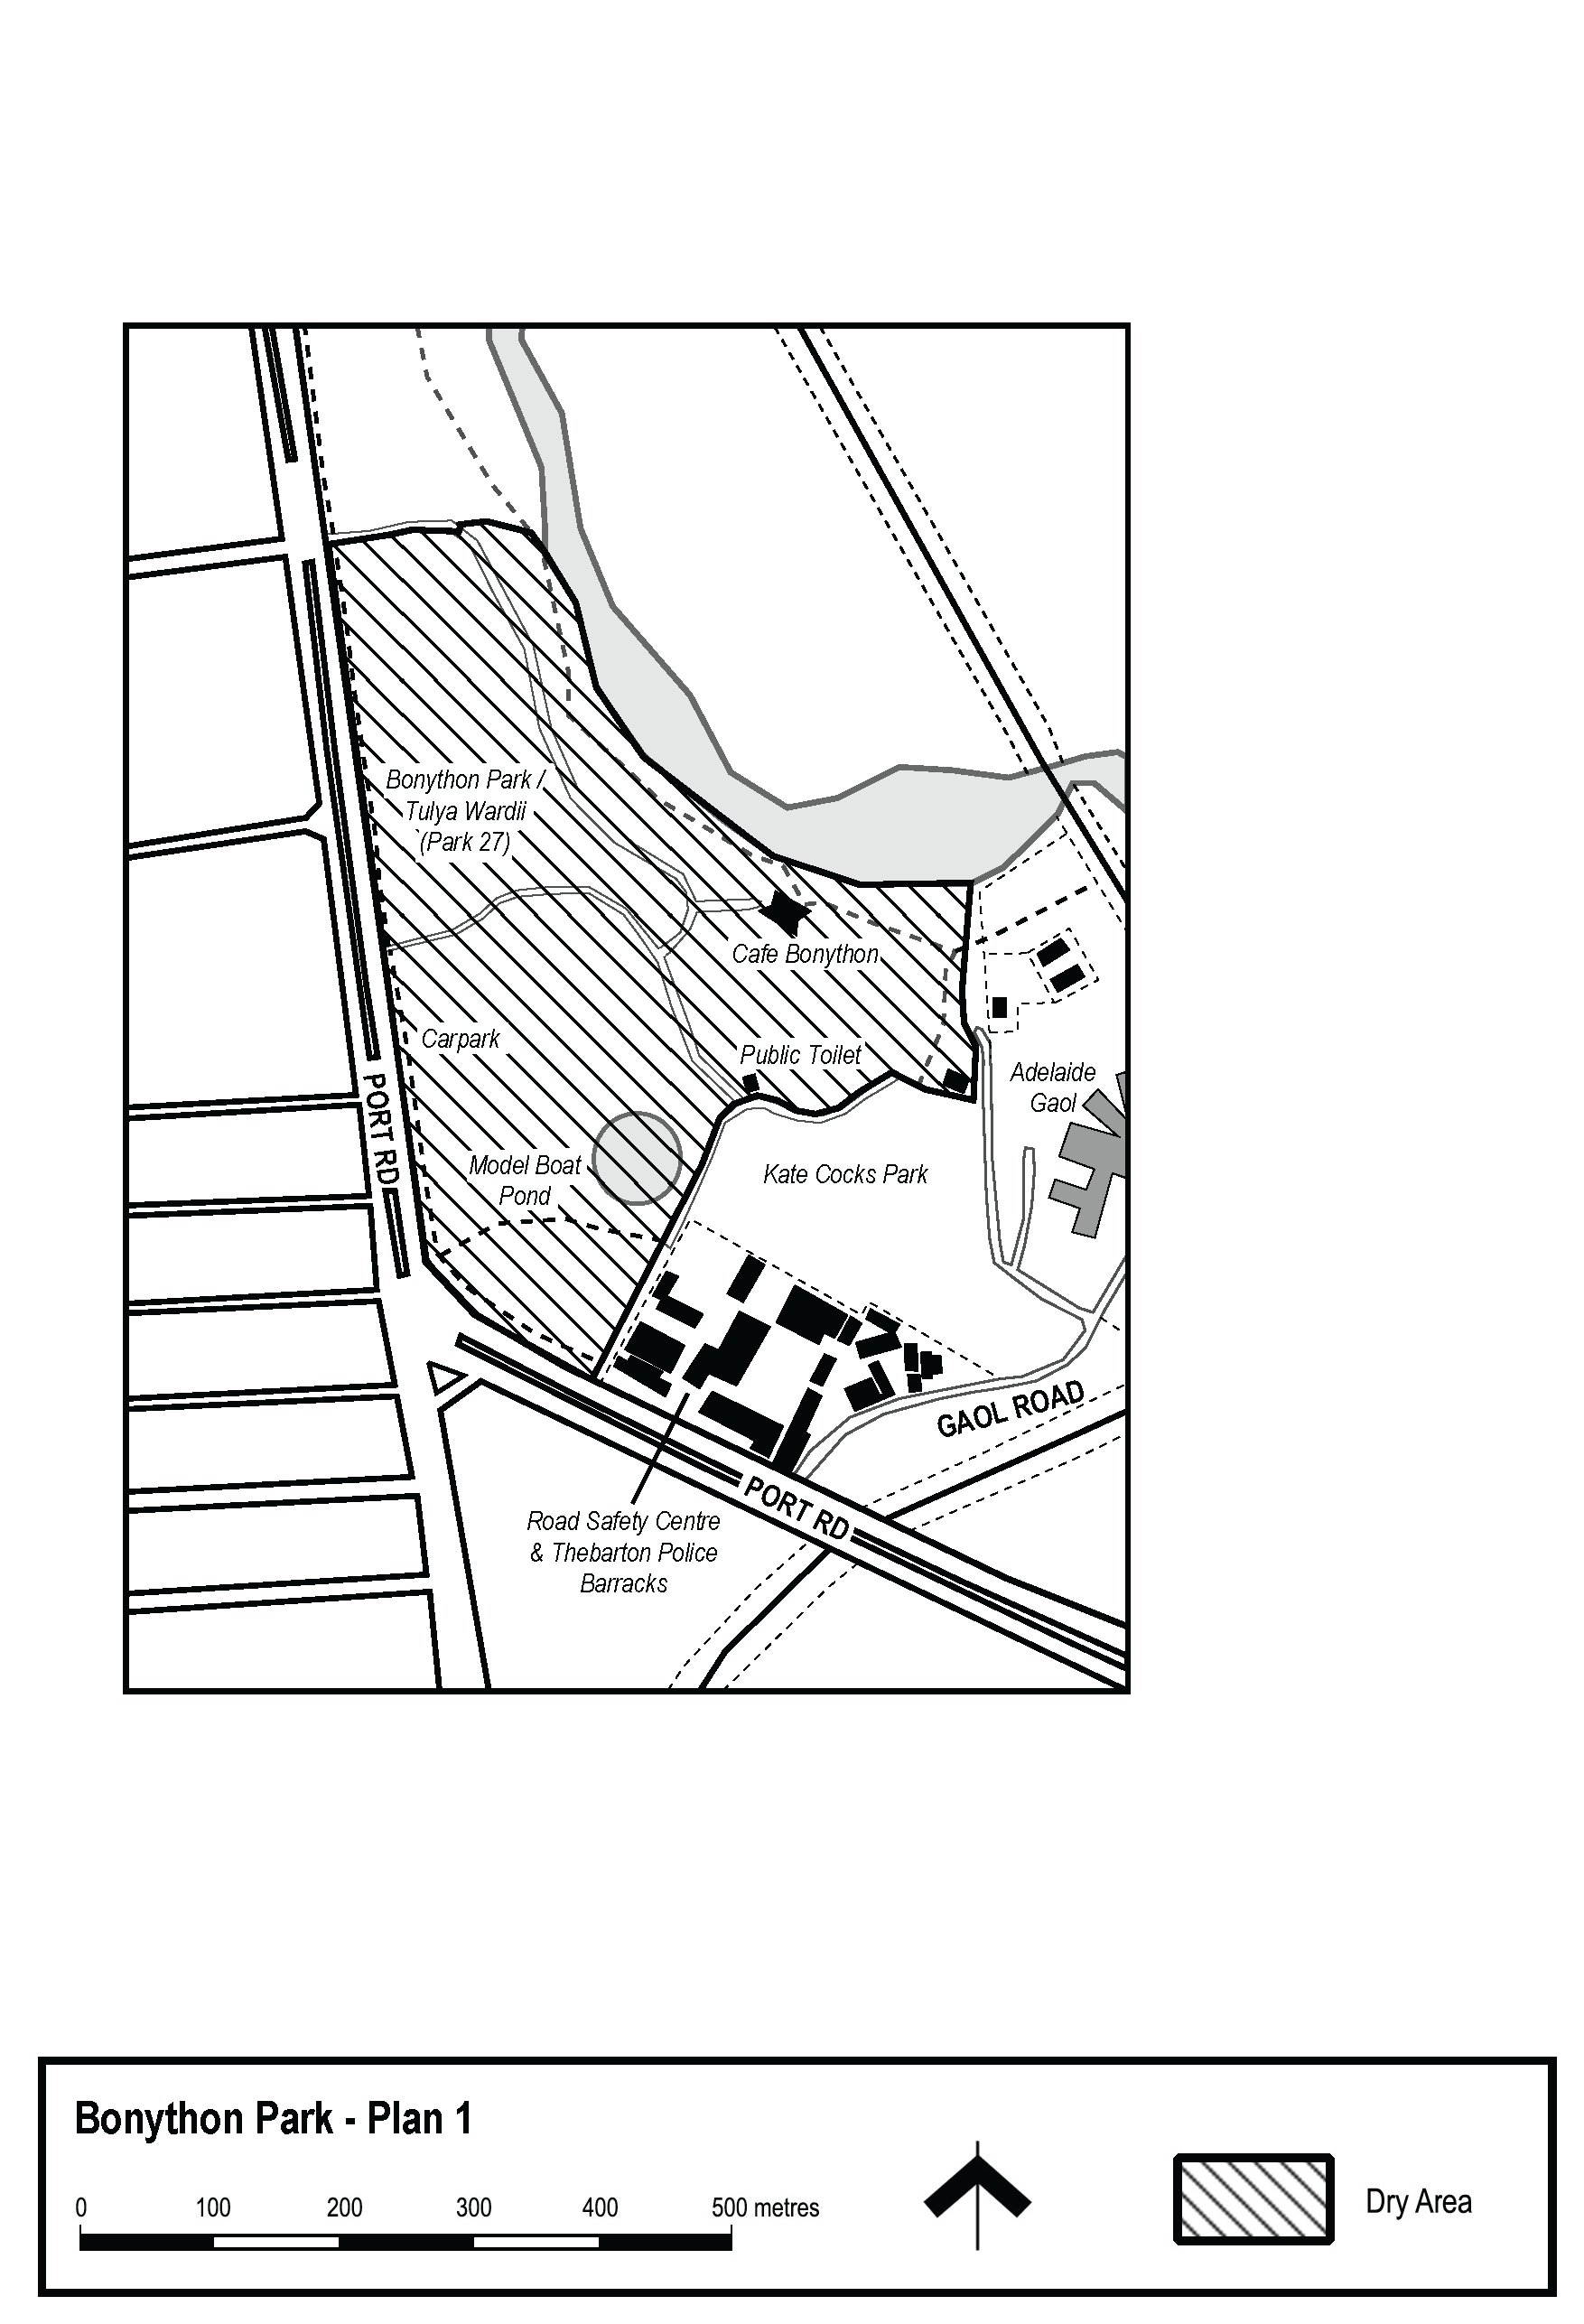 Bonython Park /
Tulya Wardii
(Park 27)
Cafe Bonython
Carpark
Public Toilet
Adelaide
Gaol
PORT RD
Model Boat
Pond
Kate Cocks Park
GAOL ROAD
PORT RD
Road Safety Centre
& Thebarton Police
Barracks
Bonython Park - Plan 1
0 100 200 300 400 500 metres
Dry Area